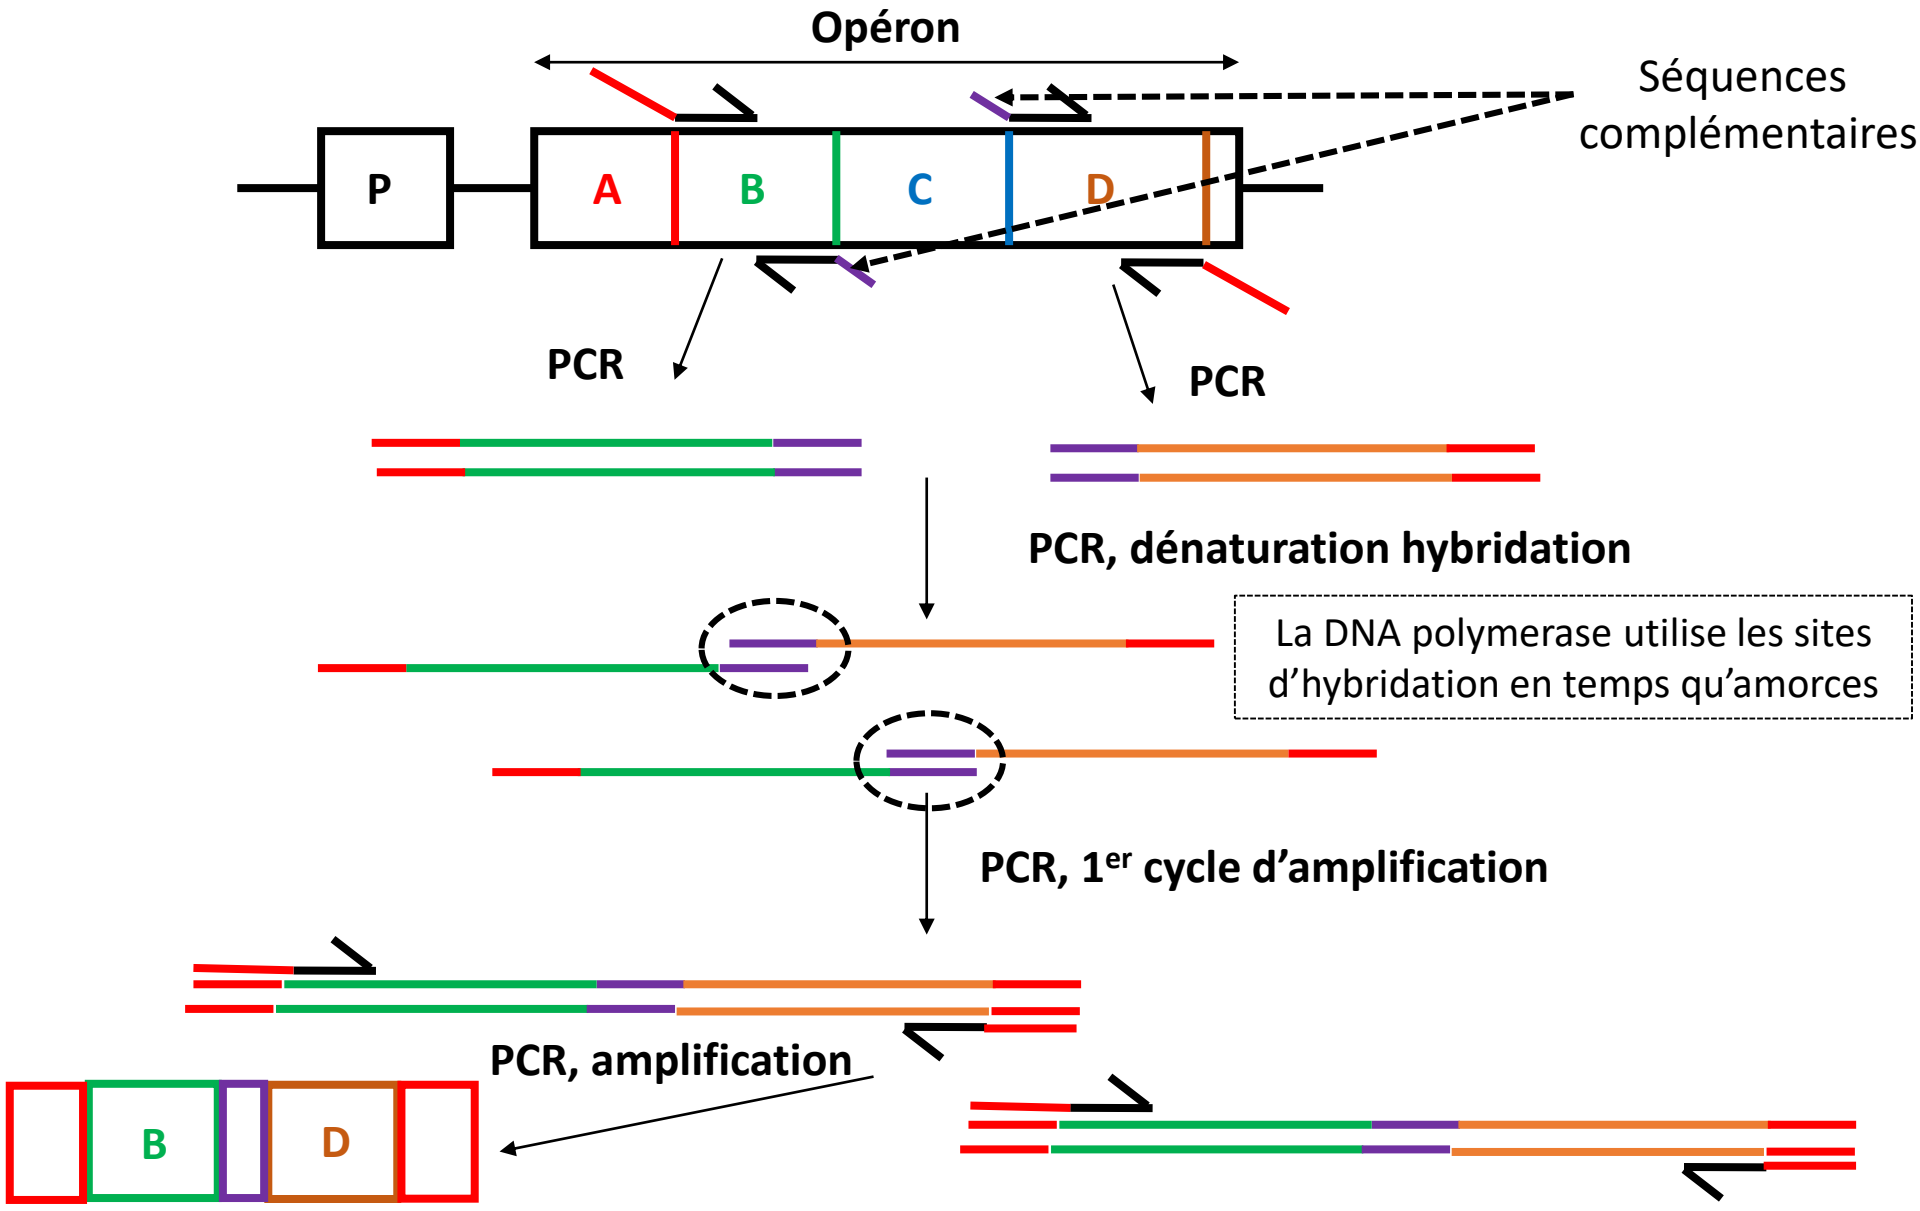 Opéron
Séquences
complémentaires
P
A
B
C
D
PCR
PCR
PCR, dénaturation hybridation
La DNA polymerase utilise les sites
d’hybridation en temps qu’amorces
PCR, 1er cycle d’amplification
PCR, amplification
B
D